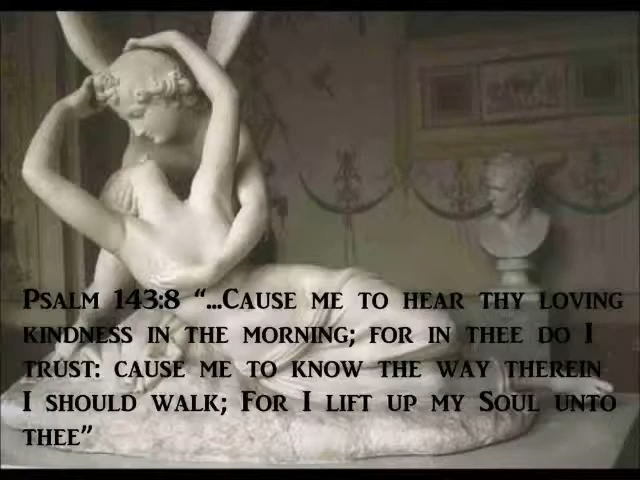 Psalm 143:8 “...Cause me to hear thy loving
kindness in the morning; for in thee do I
trust: cause me to know the way therein
I should walk; For I lift up my Soul unto
thee”